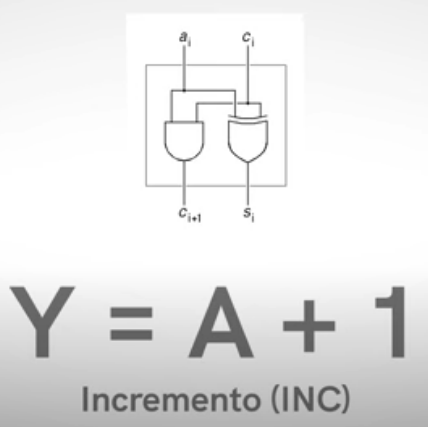 aᵢ cᵢ
cᵢ₊₁ sᵢ
Y = A + 1
Incremento (INC)